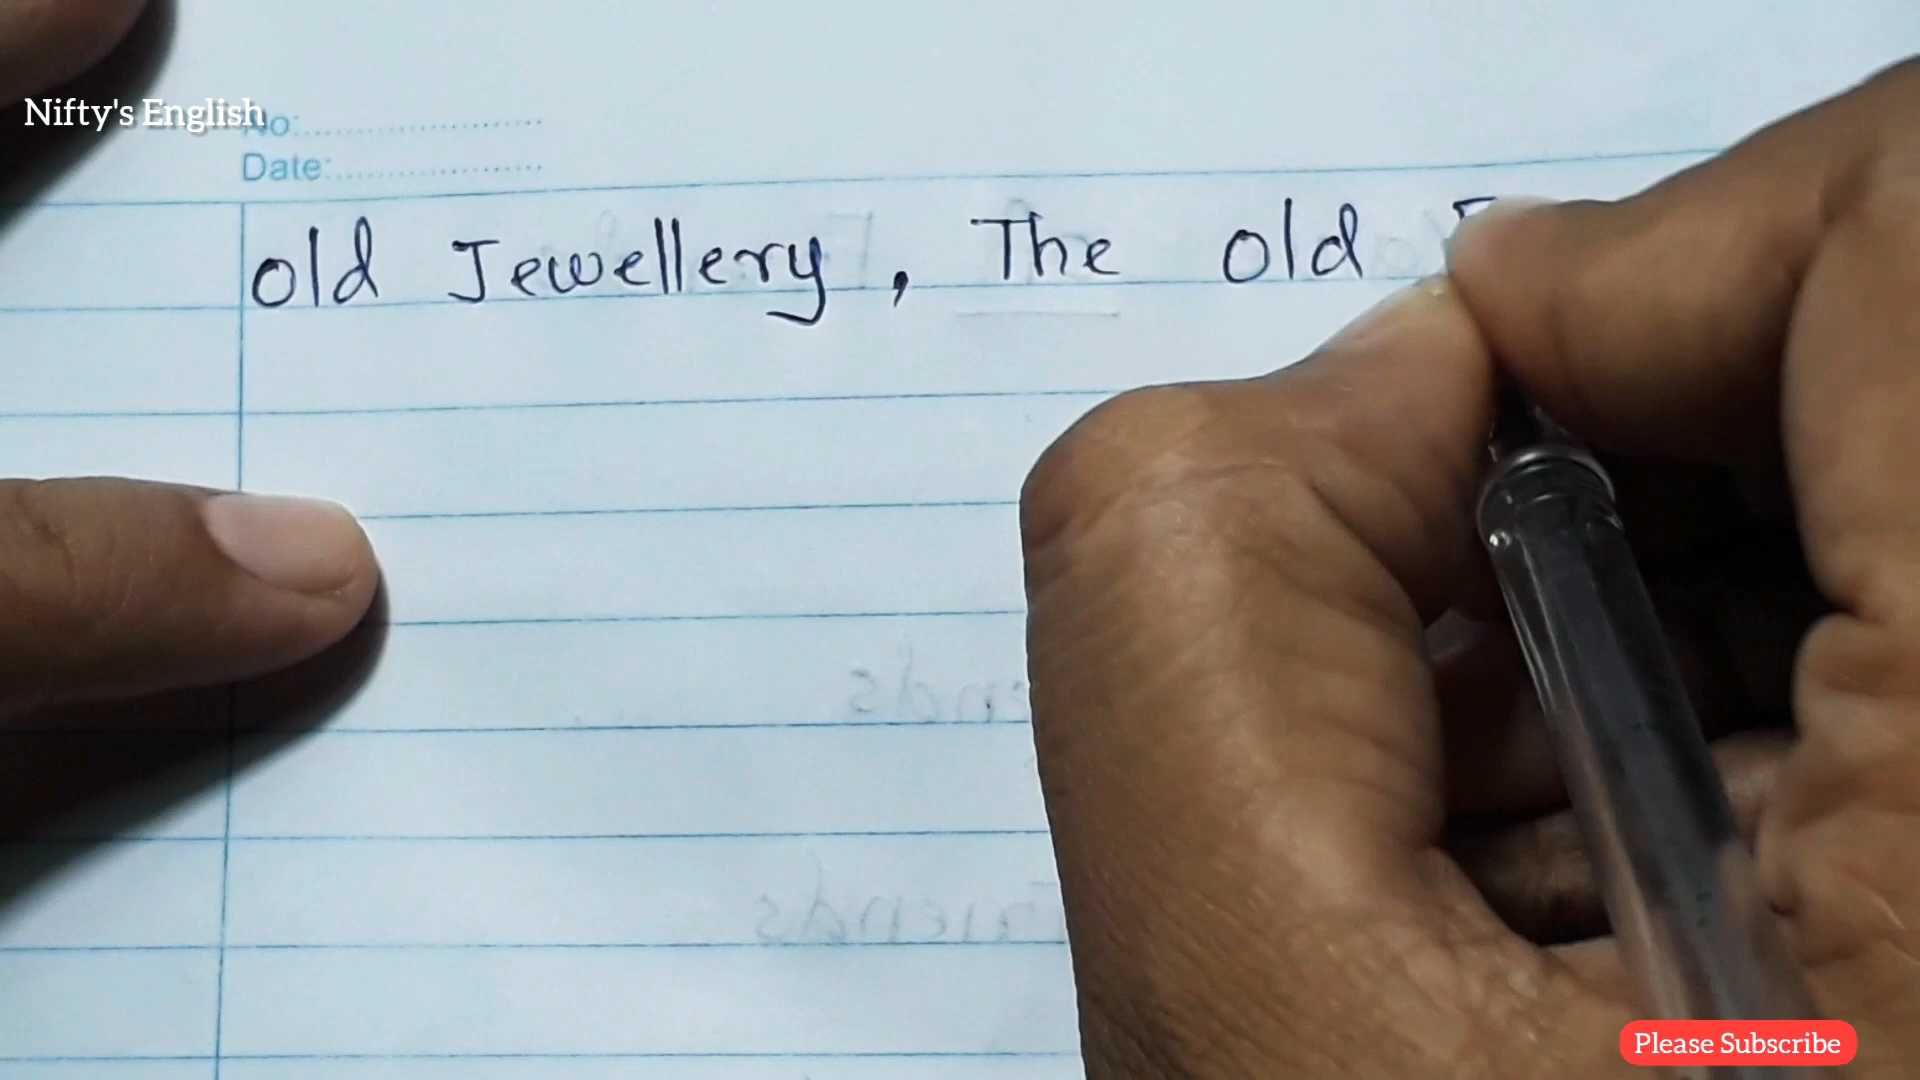 Nifty's English
No:
Date:
old Jewellery, The old
Please Subscribe